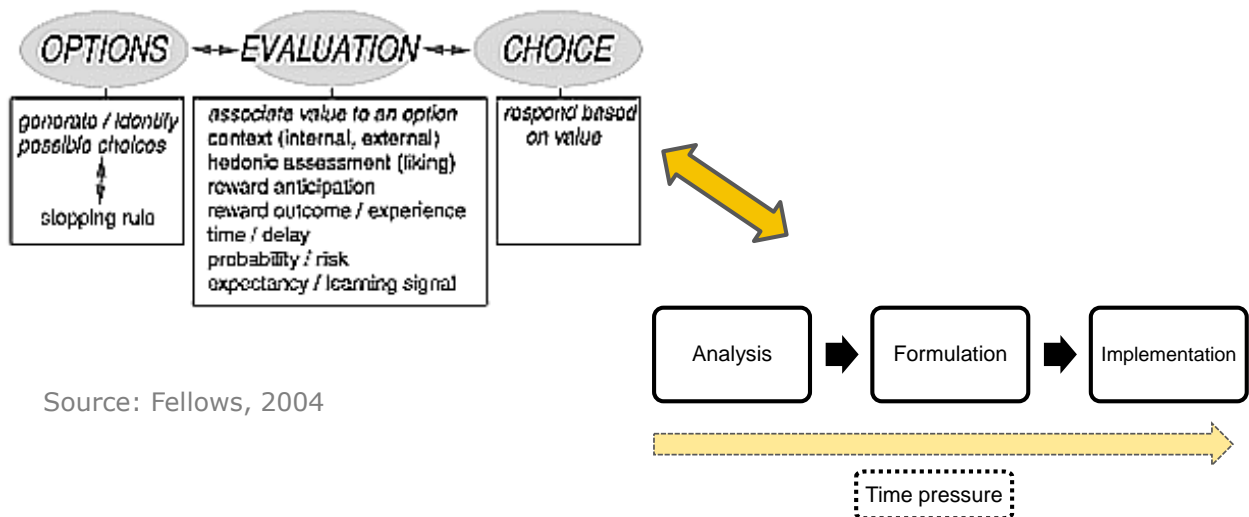 OPTIONS
EVALUATION
CHOICE
generate / identify
possible choices
stopping rule
associate value to an option
context (internal, external)
hedonic assessment (liking)
reward anticipation
reward outcome / experience
time / delay
probability / risk
expectancy / learning signal
respond based
on value
Source: Fellows, 2004
Analysis
Formulation
Implementation
Time pressure